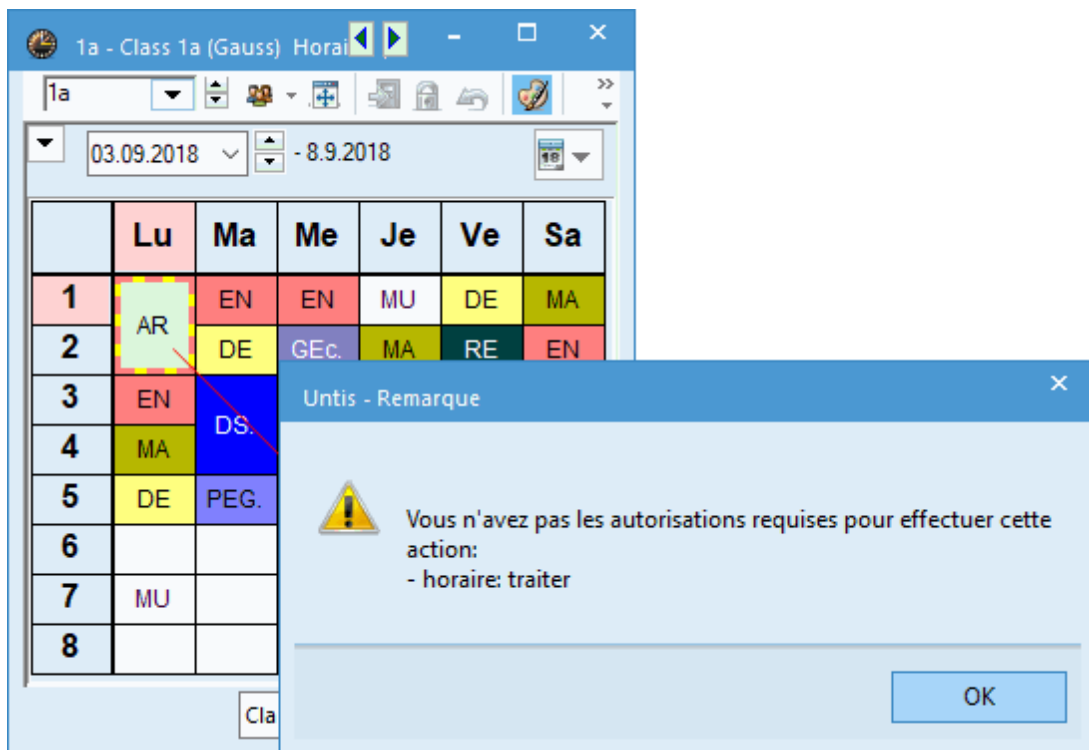 1a - Class 1a (Gauss) Horai
1a
03.09.2018 - 8.9.2018
18
Lu Ma Me Je Ve Sa
1 AR EN EN MU DE MA
2 DE GEc. MA RE EN
3 EN DS.
4 MA
5 DE PEG.
6
7 MU
8
Cla
Untis - Remarque
Vous n'avez pas les autorisations requises pour effectuer cette
action:
- horaire: traiter
OK